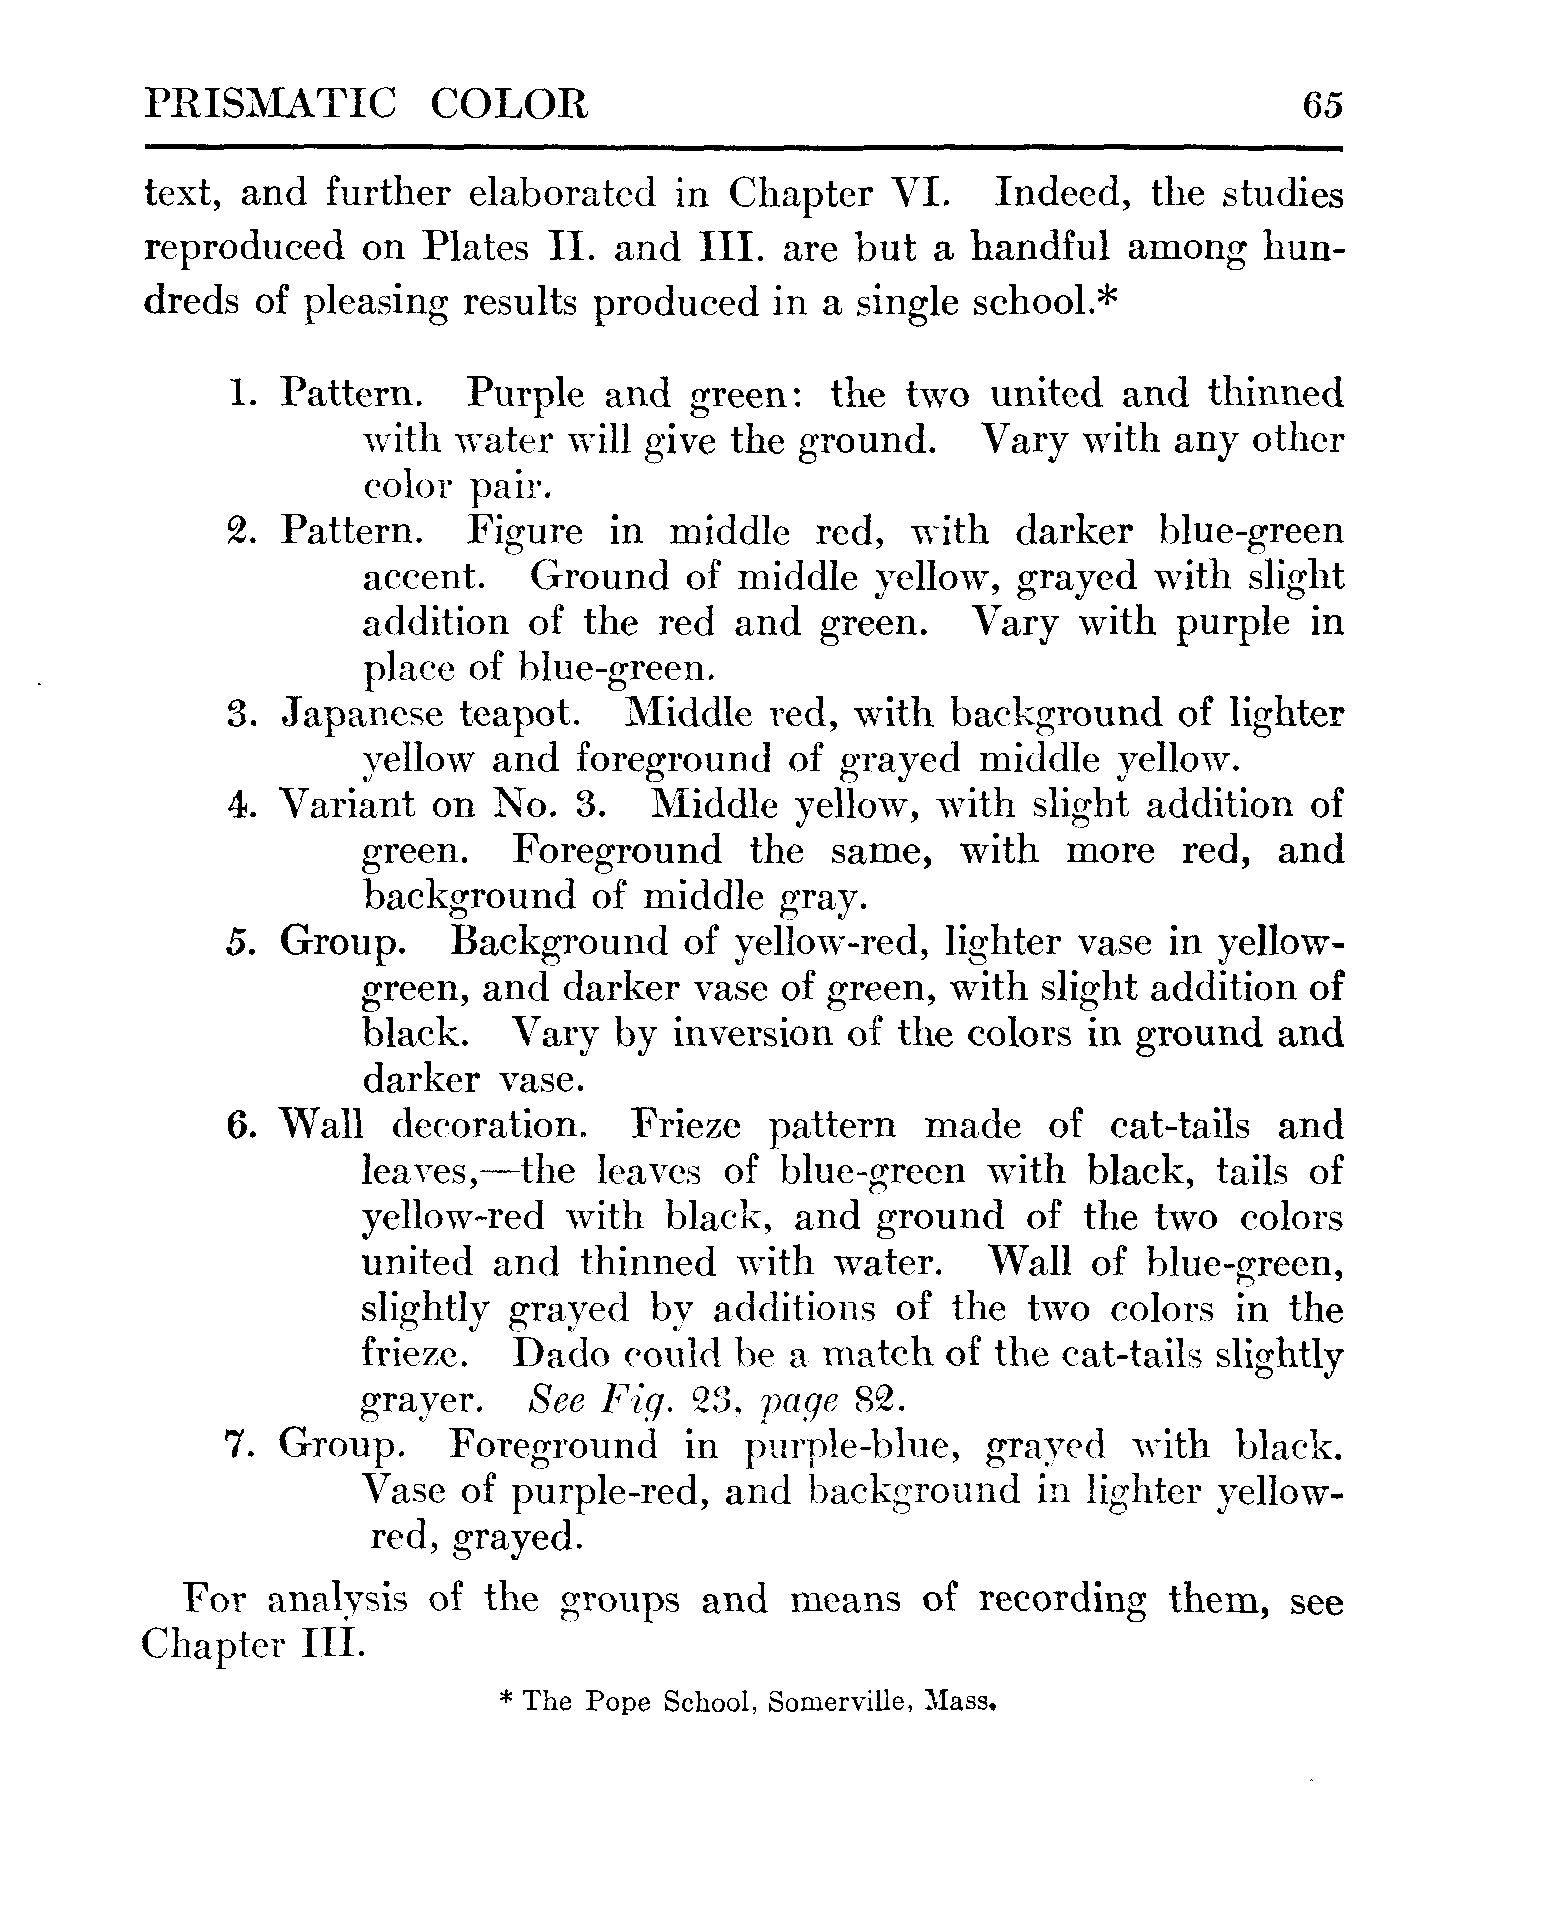 PRISMATIC COLOR 65
text, and further elaborated in Chapter VI. Indeed, the studies
reproduced on Plates II. and III. are but a handful among hun-
dreds of pleasing results produced in a single school.*
1. Pattern. Purple and green: the two united and thinned
with water will give the ground. Vary with any other
color pair.
2. Pattern. Figure in middle red, with darker blue-green
accent. Ground of middle yellow, grayed with slight
addition of the red and green. Vary with purple in
place of blue-green.
3. Japanese teapot. Middle red, with background of lighter
yellow and foreground of grayed middle yellow.
4. Variant on No. 3. Middle yellow, with slight addition of
green. Foreground the same, with more red, and
background of middle gray.
5. Group. Background of yellow-red, lighter vase in yellow-
green, and darker vase of green, with slight addition of
black. Vary by inversion of the colors in ground and
darker vase.
6. Wall decoration. Frieze pattern made of cat-tails and
leaves,—the leaves of blue-green with black, tails of
yellow-red with black, and ground of the two colors
united and thinned with water. Wall of blue-green,
slightly grayed by additions of the two colors in the
frieze. Dado could be a match of the cat-tails slightly
grayer. See Fig. 23, page 82.
7. Group. Foreground in purple-blue, grayed with black.
Vase of purple-red, and background in lighter yellow-
red, grayed.
For analysis of the groups and means of recording them, see
Chapter III.
* The Pope School, Somerville, Mass.